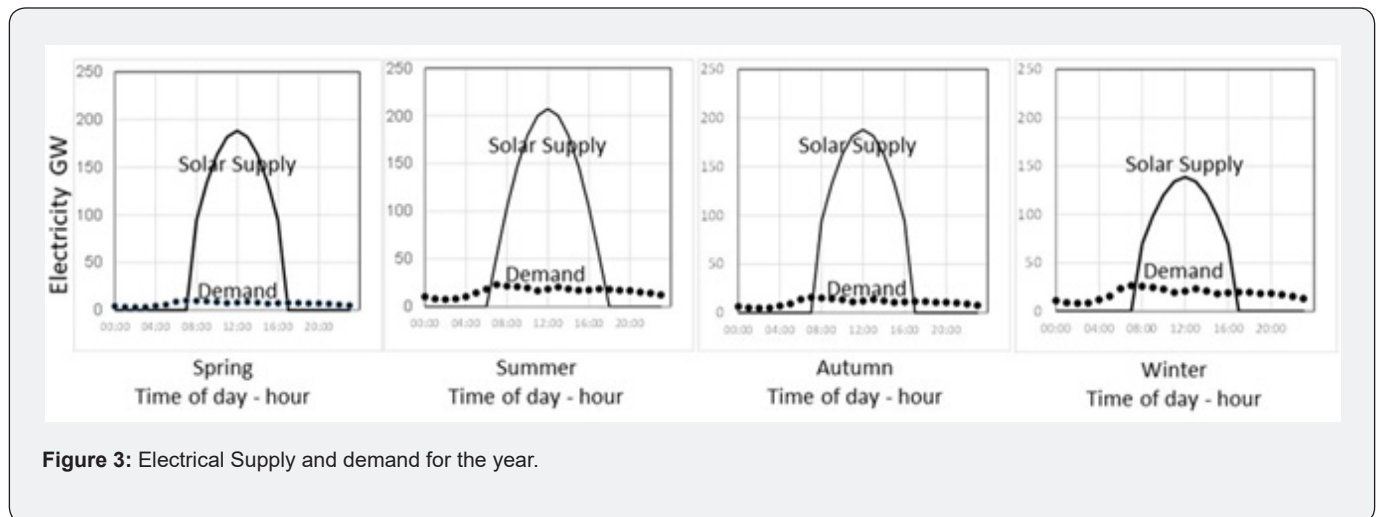 Electricity GW
250
200
150
100
50
0
Solar Supply
Demand
00:00 04:00 08:00 12:00 16:00 20:00
Spring
Time of day - hour
250
200
150
100
50
0
Solar Supply
Demand
00:00 04:00 08:00 12:00 16:00 20:00
Summer
Time of day - hour
250
200
150
100
50
0
Solar Supply
Demand
00:00 04:00 08:00 12:00 16:00 20:00
Autumn
Time of day - hour
250
200
150
100
50
0
Solar Supply
Demand
00:00 04:00 08:00 12:00 16:00 20:00
Winter
Time of day - hour
Figure 3: Electrical Supply and demand for the year.